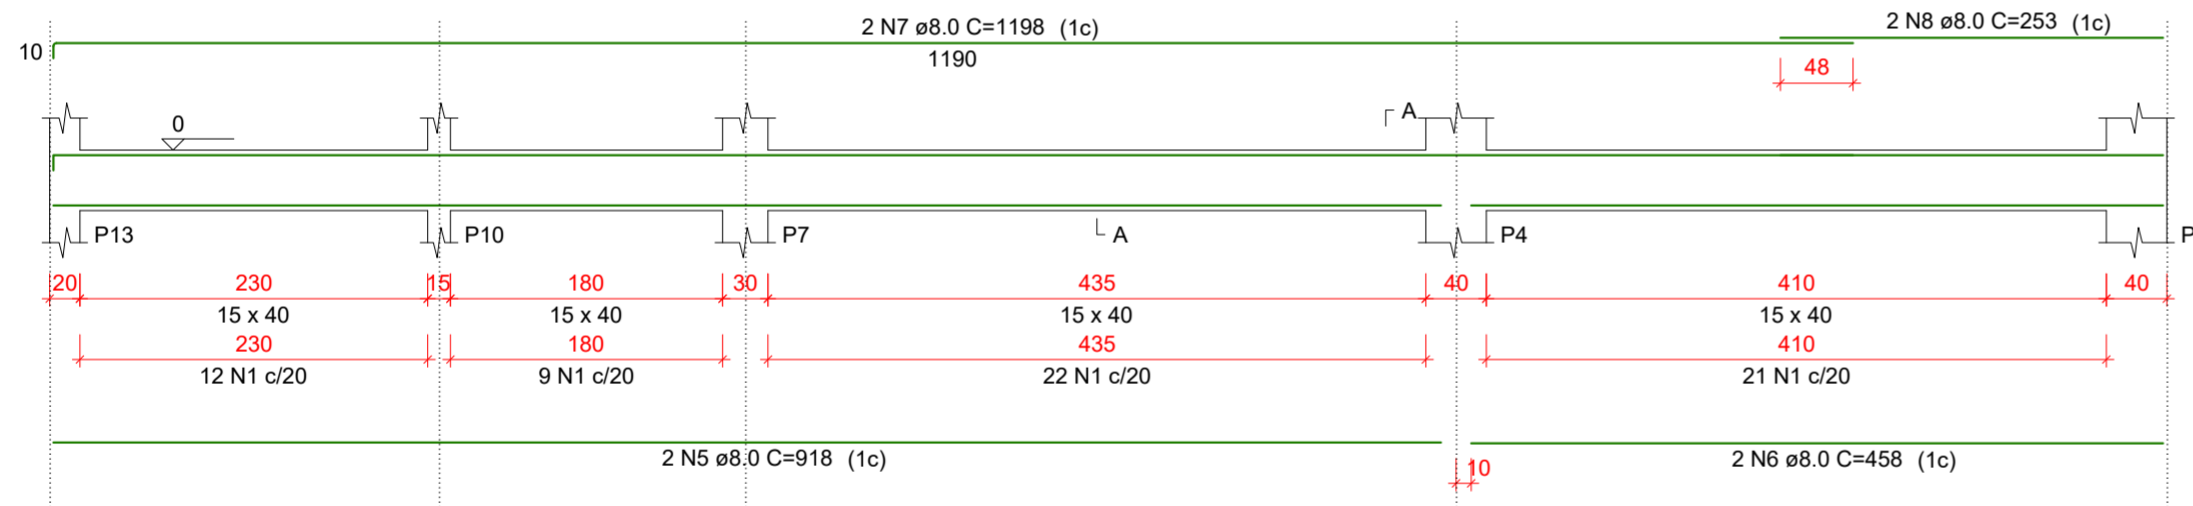 2 N7 ø8.0 C=1198 (1c)
2 N8 ø8.0 C=253 (1c)
10
1190
48
0
A
P13
P10
P7
A
P4
P
20 230 15 180 30 435 40 410 40
15 x 40 15 x 40 15 x 40 15 x 40
230 180 435 410
12 N1 c/20 9 N1 c/20 22 N1 c/20 21 N1 c/20
2 N5 ø8.0 C=918 (1c)
10
2 N6 ø8.0 C=458 (1c)